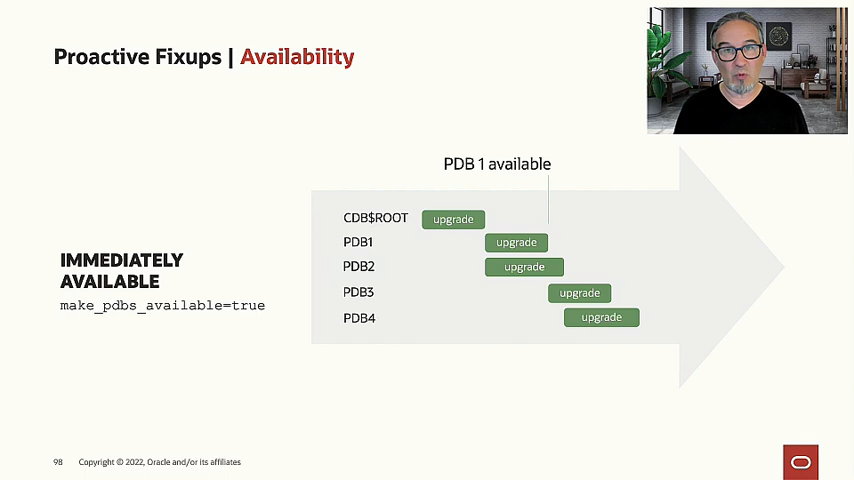 Proactive Fixups | Availability
PDB 1 available
CDB$ROOT upgrade
PDB1 upgrade
PDB2 upgrade
PDB3 upgrade
PDB4 upgrade
IMMEDIATELY
AVAILABLE
make_pdbs_available=true
98 Copyright © 2022, Oracle and/or its affiliates